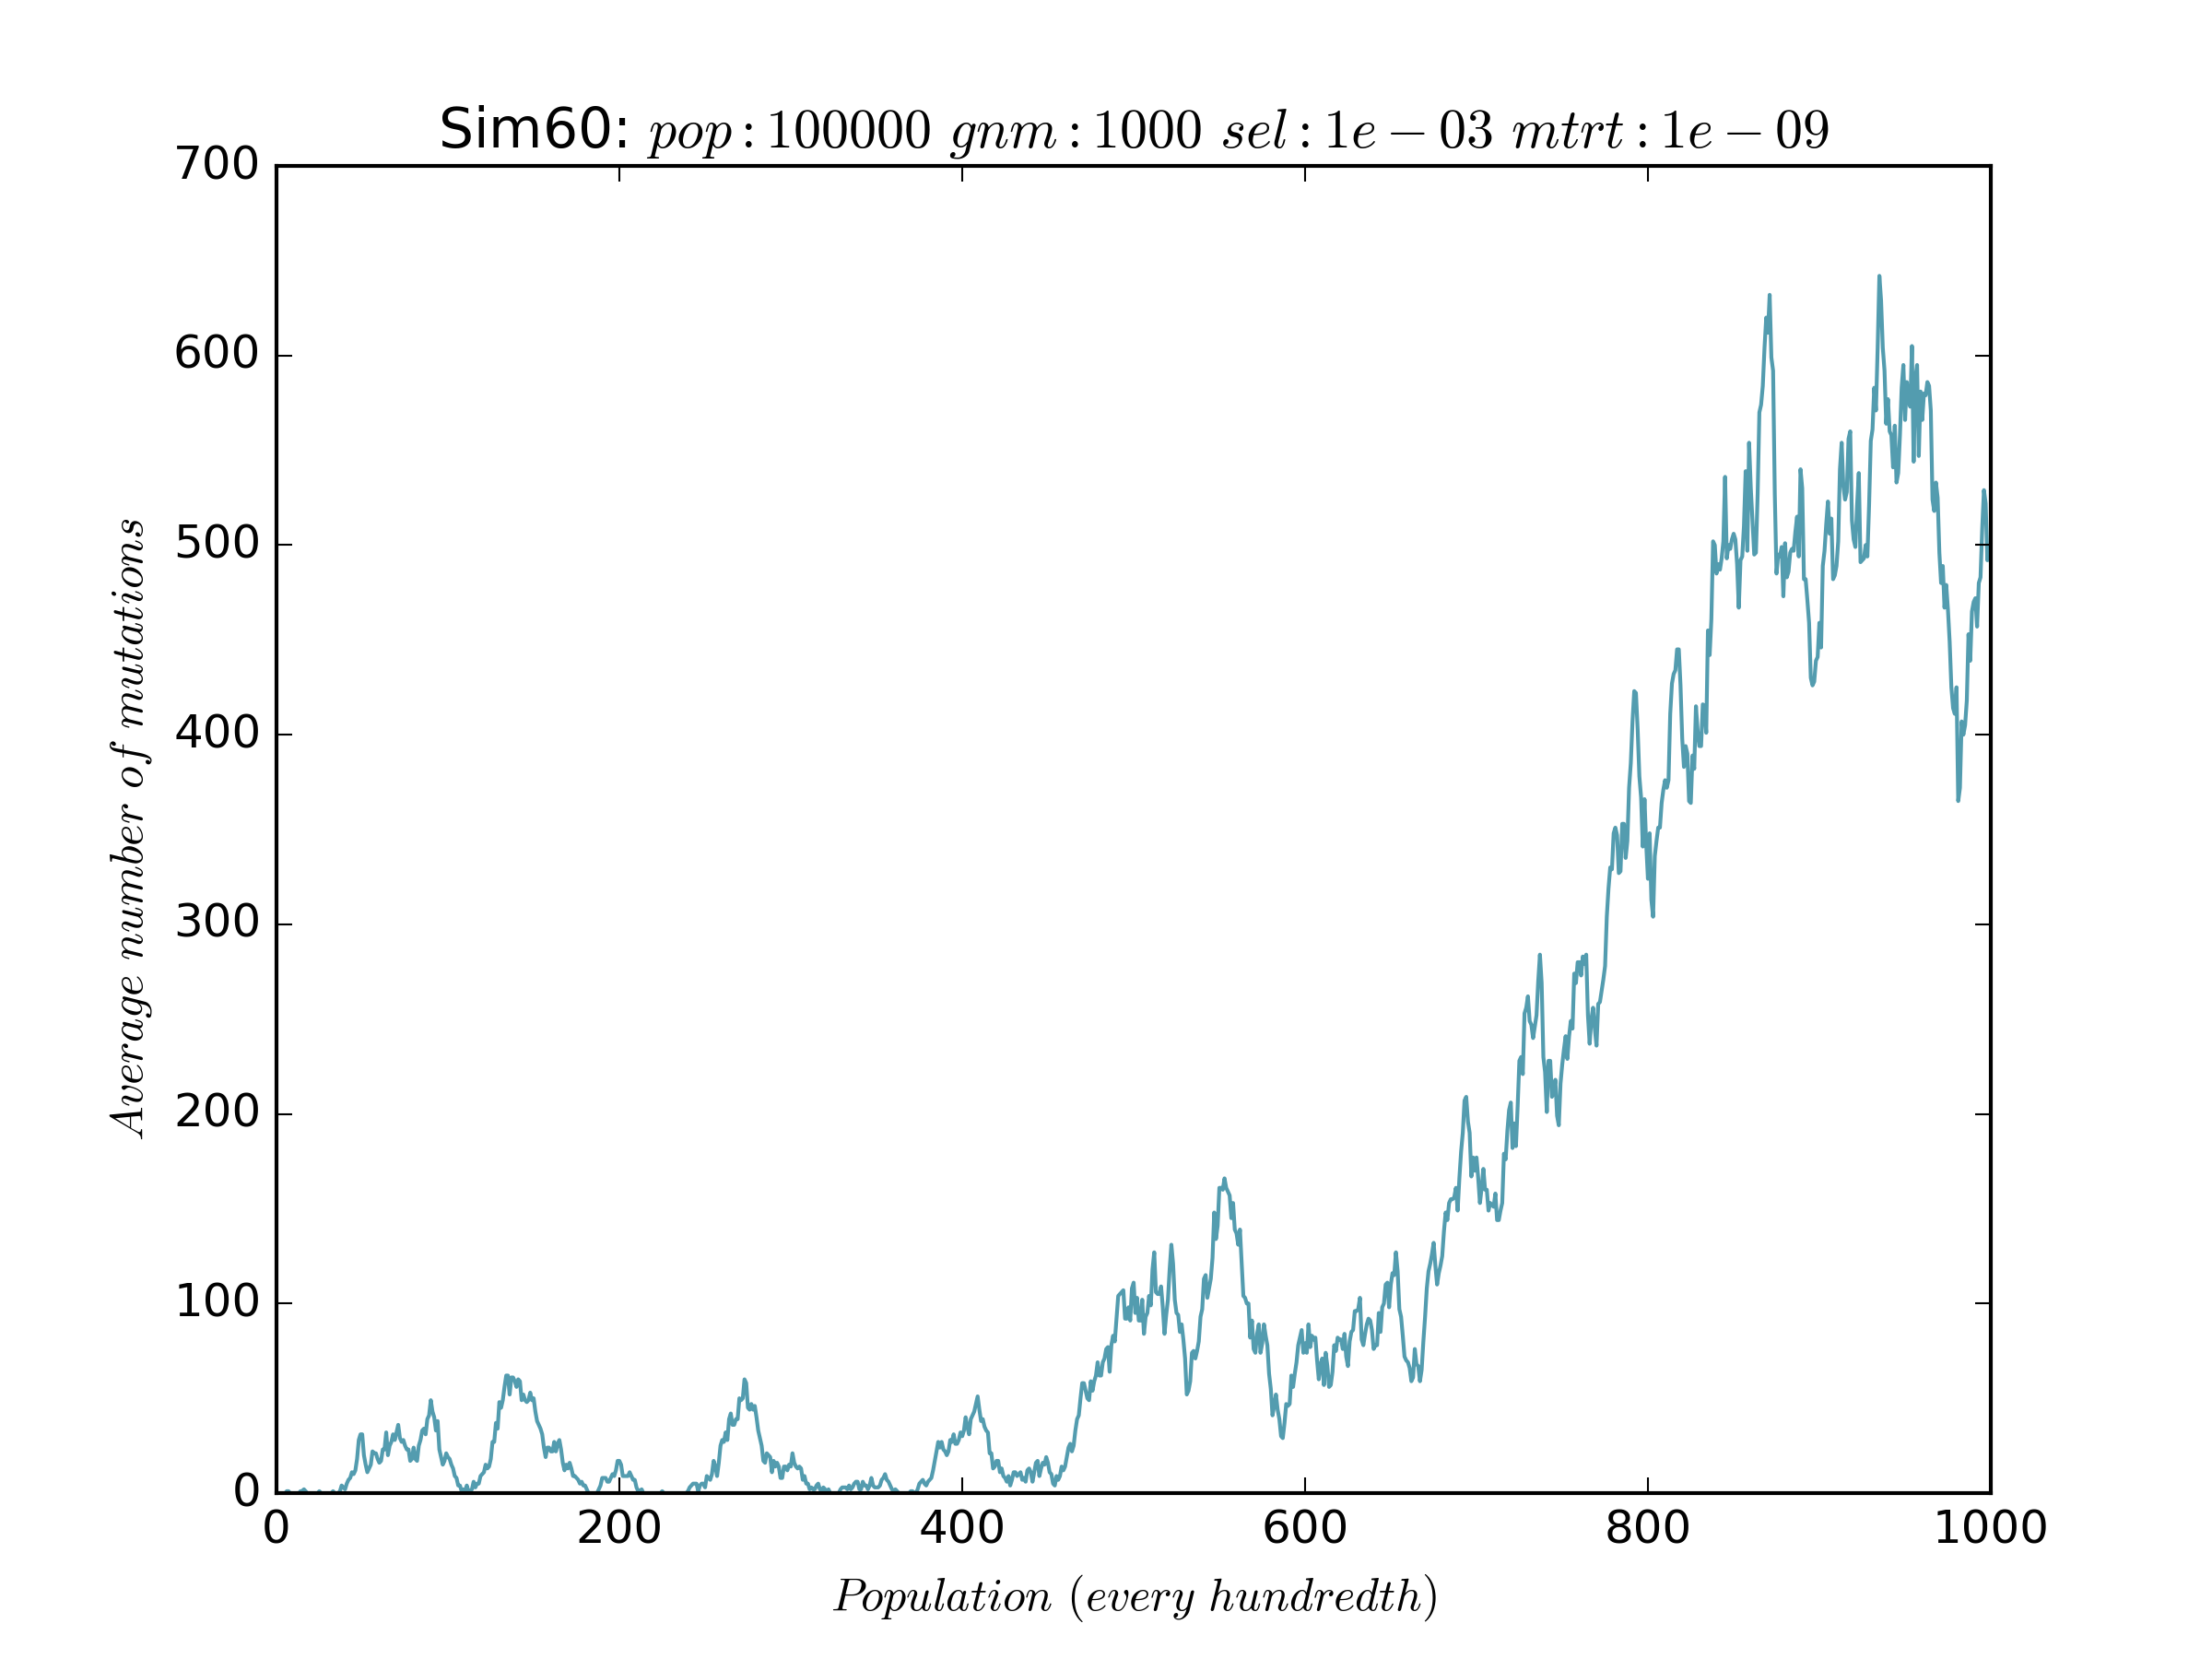 Sim60: pop : 100000 gnm : 1000 sel : 1e − 03 mtrt : 1e − 09
700
600
500
400
300
200
100
0
Average number of mutations
0 200 400 600 800 1000
Population (every hundredth)